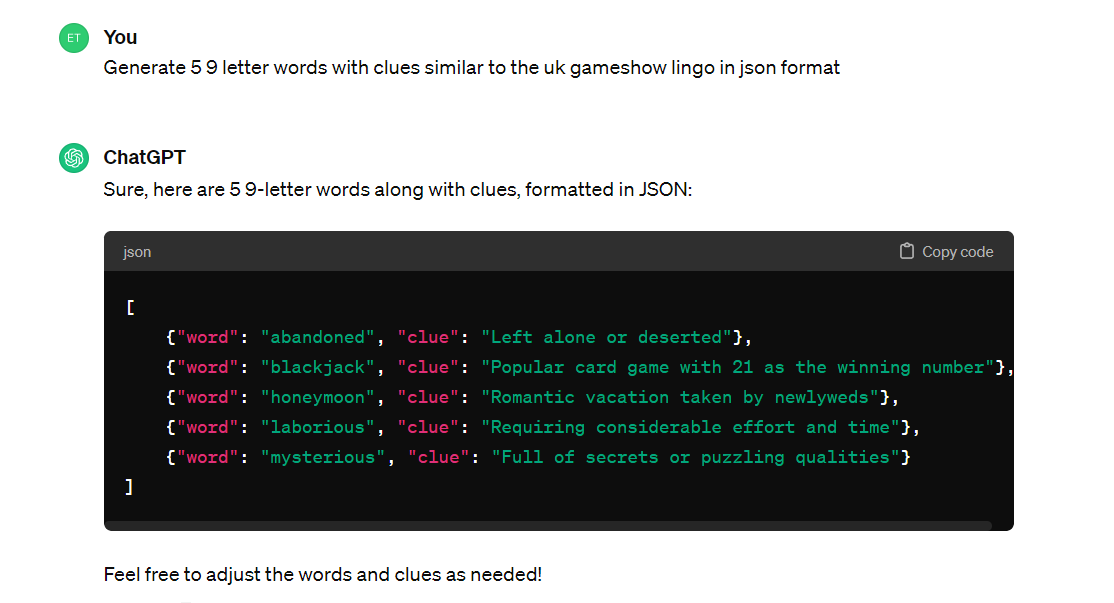 ET You
Generate 5 9 letter words with clues similar to the uk gameshow lingo in json format
ChatGPT
Sure, here are 5 9-letter words along with clues, formatted in JSON:
json Copy code
[
    {"word": "abandoned", "clue": "Left alone or deserted"},
    {"word": "blackjack", "clue": "Popular card game with 21 as the winning number"},
    {"word": "honeymoon", "clue": "Romantic vacation taken by newlyweds"},
    {"word": "laborious", "clue": "Requiring considerable effort and time"},
    {"word": "mysterious", "clue": "Full of secrets or puzzling qualities"}
]
Feel free to adjust the words and clues as needed!